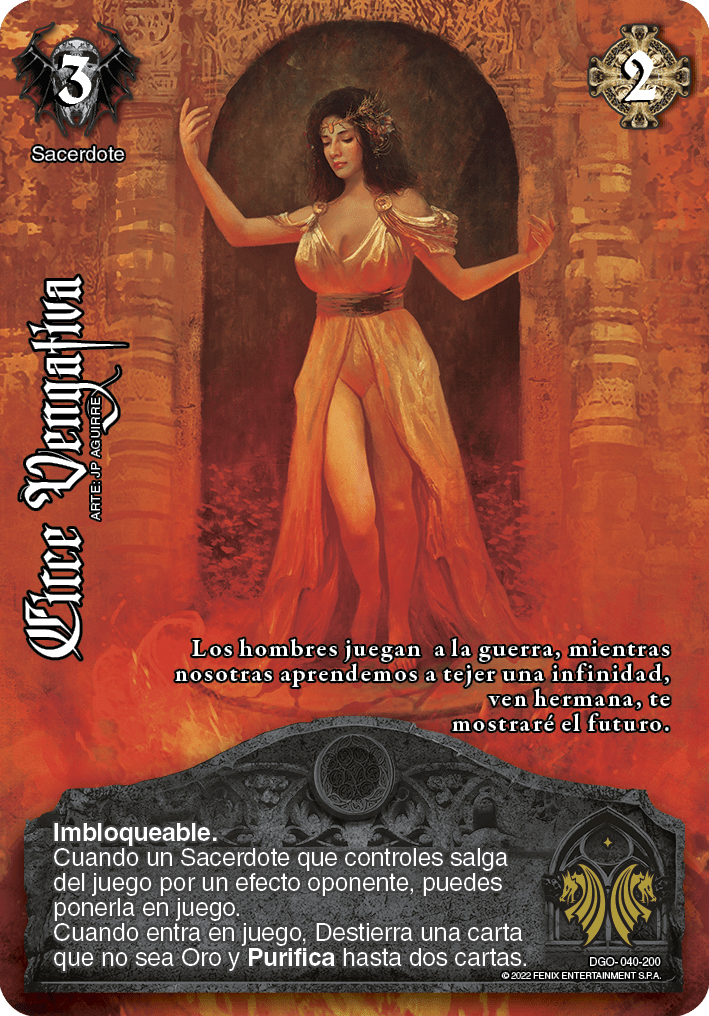 3
2
Sacerdote
Circe Vengativa
ARTE: JP AGUIRRE
Los hombres juegan a la guerra, mientras
nosotras aprendemos a tejer una infinidad,
ven hermana, te
mostraré el futuro.
Imbloqueable.
Cuando un Sacerdote que controles salga
del juego por un efecto oponente, puedes
ponerla en juego.
Cuando entra en juego, Destierra una carta
que no sea Oro y Purifica hasta dos cartas.
DGO- 040-200
© 2022 FENIX ENTERTAINMENT S.P.A.